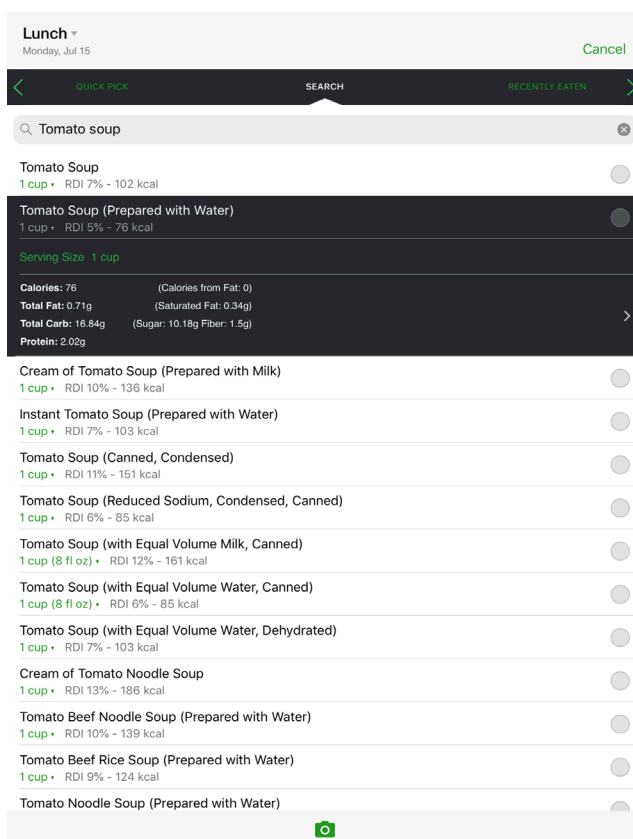 Lunch ▾
Monday, Jul 15
Cancel
QUICK PICK
SEARCH
RECENTLY EATEN
Tomato soup
Tomato Soup
1 cup ▾ RDI 7% - 102 kcal
Tomato Soup (Prepared with Water)
1 cup ▾ RDI 5% - 76 kcal
Serving Size 1 cup
Calories: 76 (Calories from Fat: 0)
Total Fat: 0.71g (Saturated Fat: 0.34g)
Total Carb: 16.84g (Sugar: 10.18g Fiber: 1.5g)
Protein: 2.02g
Cream of Tomato Soup (Prepared with Milk)
1 cup ▾ RDI 10% - 136 kcal
Instant Tomato Soup (Prepared with Water)
1 cup ▾ RDI 7% - 103 kcal
Tomato Soup (Canned, Condensed)
1 cup ▾ RDI 11% - 151 kcal
Tomato Soup (Reduced Sodium, Condensed, Canned)
1 cup ▾ RDI 6% - 85 kcal
Tomato Soup (with Equal Volume Milk, Canned)
1 cup (8 fl oz) ▾ RDI 12% - 161 kcal
Tomato Soup (with Equal Volume Water, Canned)
1 cup (8 fl oz) ▾ RDI 6% - 85 kcal
Tomato Soup (with Equal Volume Water, Dehydrated)
1 cup ▾ RDI 7% - 103 kcal
Cream of Tomato Noodle Soup
1 cup ▾ RDI 13% - 186 kcal
Tomato Beef Noodle Soup (Prepared with Water)
1 cup ▾ RDI 10% - 139 kcal
Tomato Beef Rice Soup (Prepared with Water)
1 cup ▾ RDI 9% - 124 kcal
Tomato Noodle Soup (Prepared with Water)